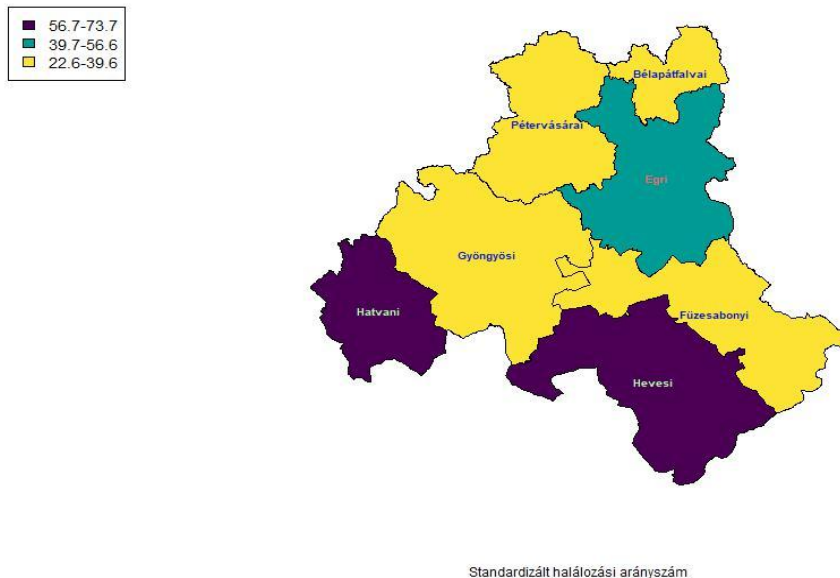 56.7-73.7
39.7-56.6
22.6-39.6
Bélapátfalvai
Pétervásárai
Egri
Gyöngyösi
Hatvani
Füzesabonyi
Hevesi
Standardizált halálozási arányszám